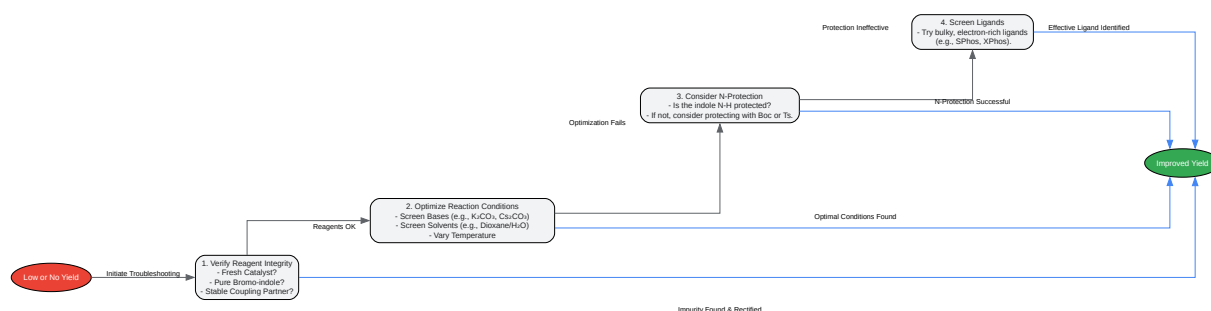 4. Screen Ligands
- Try bulky, electron-rich ligands
(e.g., SPhos, XPhos).
Protection Ineffective
Effective Ligand Identified
3. Consider N-Protection
- Is the indole N-H protected?
- If not, consider protecting with Boc or Ts.
N-Protection Successful
Optimization Fails
Improved Yield
2. Optimize Reaction Conditions
- Screen Bases (e.g., K₂CO₃, Cs₂CO₃)
- Screen Solvents (e.g., Dioxane/H₂O)
- Vary Temperature
Optimal Conditions Found
Reagents OK
1. Verify Reagent Integrity
- Fresh Catalyst?
- Pure Bromo-indole?
- Stable Coupling Partner?
Low or No Yield
Initiate Troubleshooting
Impurity Found & Rectified